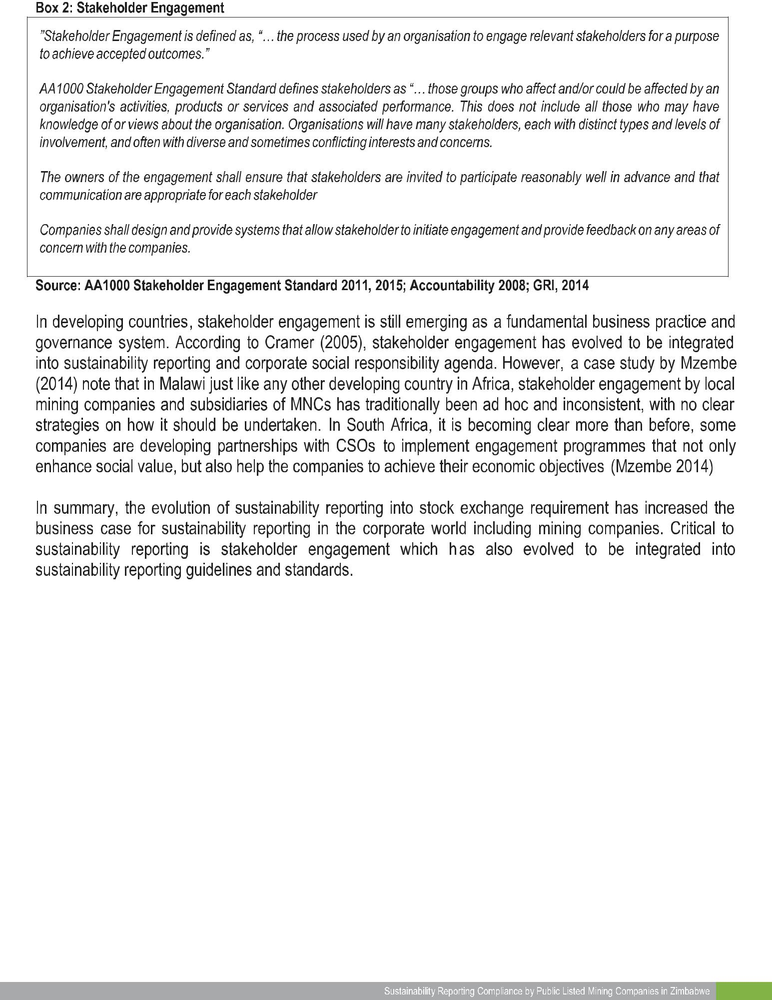 Box 2: Stakeholder Engagement
”Stakeholder Engagement is defined as, “… the process used by an organisation to engage relevant stakeholders for a purpose
to achieve accepted outcomes.”
AA1000 Stakeholder Engagement Standard defines stakeholders as “… those groups who affect and/or could be affected by an
organisation's activities, products or services and associated performance. This does not include all those who may have
knowledge of or views about the organisation. Organisations will have many stakeholders, each with distinct types and levels of
involvement, and often with diverse and sometimes conflicting interests and concerns.
The owners of the engagement shall ensure that stakeholders are invited to participate reasonably well in advance and that
communication are appropriate for each stakeholder
Companies shall design and provide systems that allow stakeholder to initiate engagement and provide feedback on any areas of
concern with the companies.
Source: AA1000 Stakeholder Engagement Standard 2011, 2015; Accountability 2008; GRI, 2014
In developing countries, stakeholder engagement is still emerging as a fundamental business practice and
governance system. According to Cramer (2005), stakeholder engagement has evolved to be integrated
into sustainability reporting and corporate social responsibility agenda. However, a case study by Mzembe
(2014) note that in Malawi just like any other developing country in Africa, stakeholder engagement by local
mining companies and subsidiaries of MNCs has traditionally been ad hoc and inconsistent, with no clear
strategies on how it should be undertaken. In South Africa, it is becoming clear more than before, some
companies are developing partnerships with CSOs to implement engagement programmes that not only
enhance social value, but also help the companies to achieve their economic objectives (Mzembe 2014)
In summary, the evolution of sustainability reporting into stock exchange requirement has increased the
business case for sustainability reporting in the corporate world including mining companies. Critical to
sustainability reporting is stakeholder engagement which has also evolved to be integrated into
sustainability reporting guidelines and standards.
Sustainability Reporting Compliance by Public Listed Mining Companies in Zimbabwe